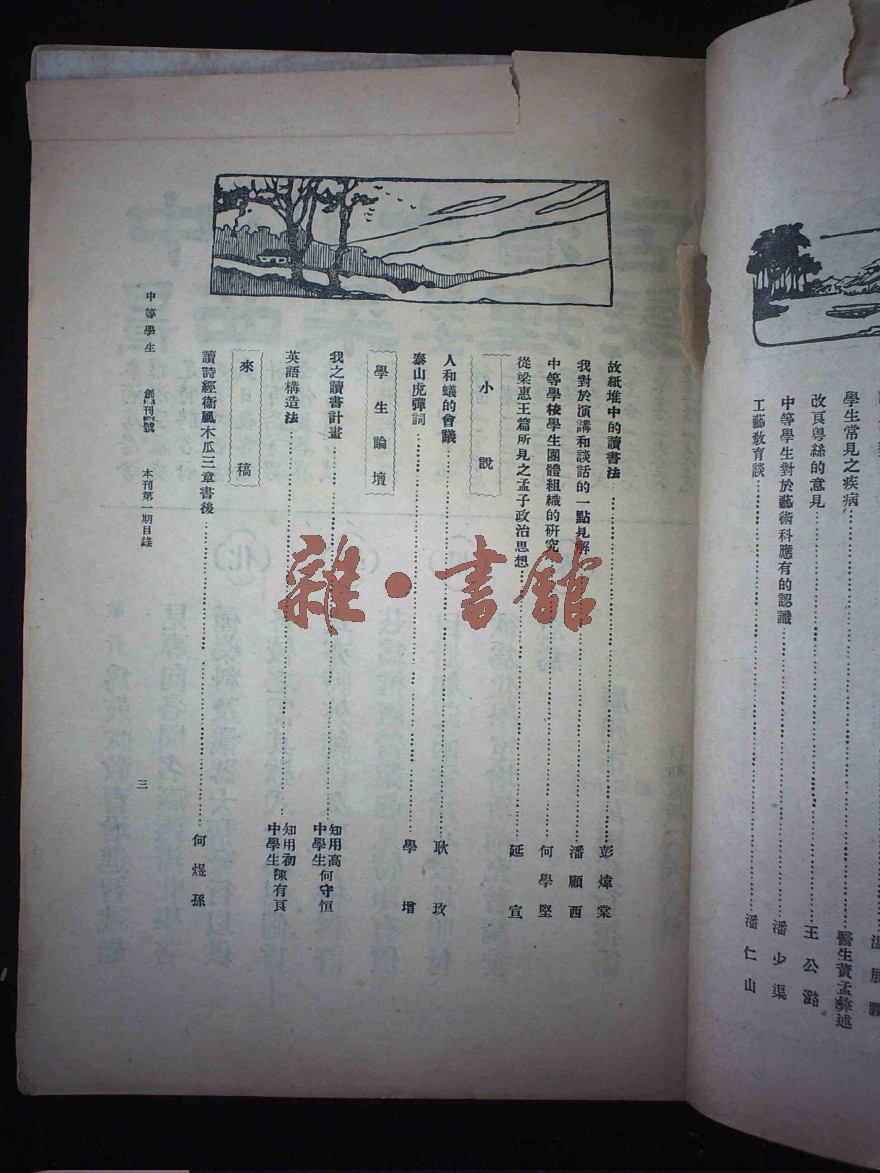 學生常見之疾病 醫生黃孟彝述
改良粵絲的意見 王公潞
中等學生對於藝術科應有的認識 潘少渠
工藝教育談 潘仁山
故紙堆中的讀書法 彭煒棠
我對於演講和談話的一點見解 潘顧西
中等學校學生團體組織的研究 何學堅
從梁惠王篇所見之孟子政治思想 延宣
小說
人和蟻的會議 耿玫
泰山虎彈詞 學增
學生論壇
我之讀書計畫 知用高中學生何守恒
英語構造法 知用初中學生陳有良
來稿
讀詩經衞風木瓜三章書後 何煜孫
中等學生 創刊號 本刊第一期目錄
三
雜·書館